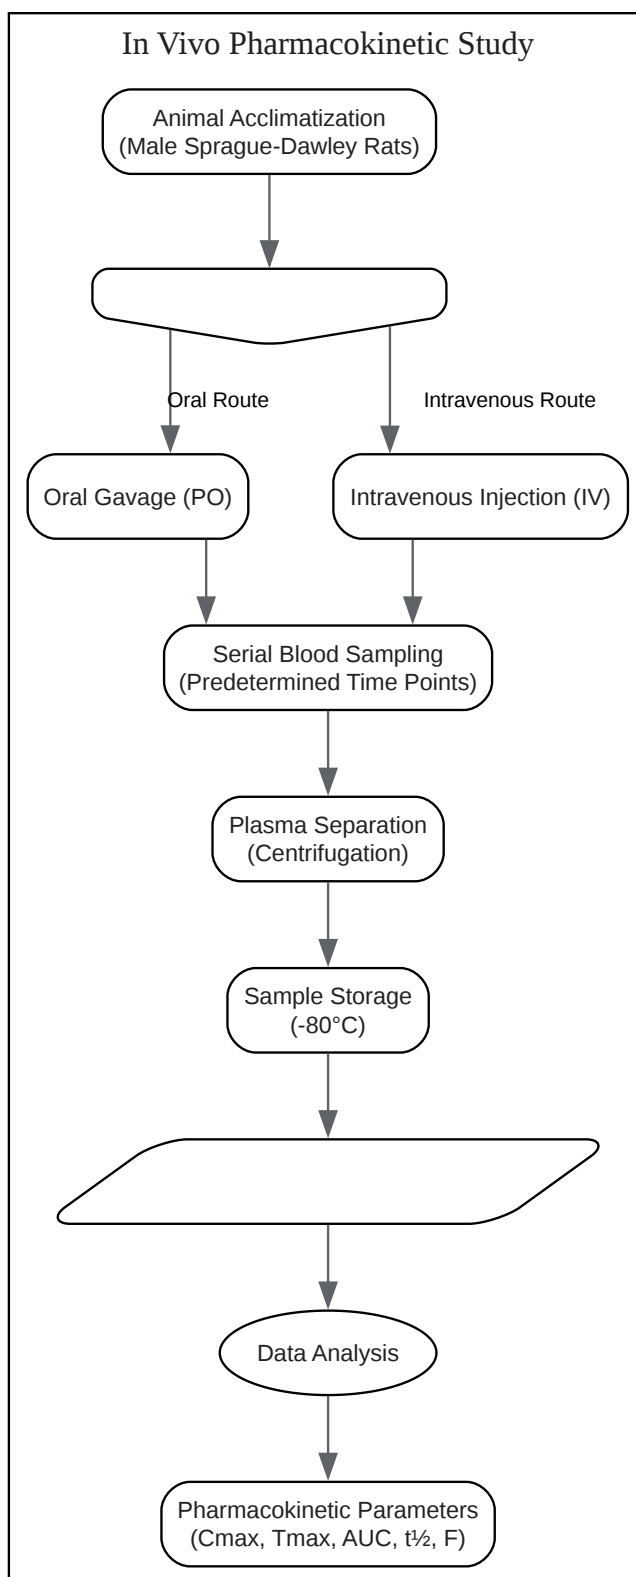 In Vivo Pharmacokinetic Study
Animal Acclimatization
(Male Sprague-Dawley Rats)
Oral Route
Intravenous Route
Oral Gavage (PO)
Intravenous Injection (IV)
Serial Blood Sampling
(Predetermined Time Points)
Plasma Separation
(Centrifugation)
Sample Storage
(-80°C)
Data Analysis
Pharmacokinetic Parameters
(Cmax, Tmax, AUC, t½, F)